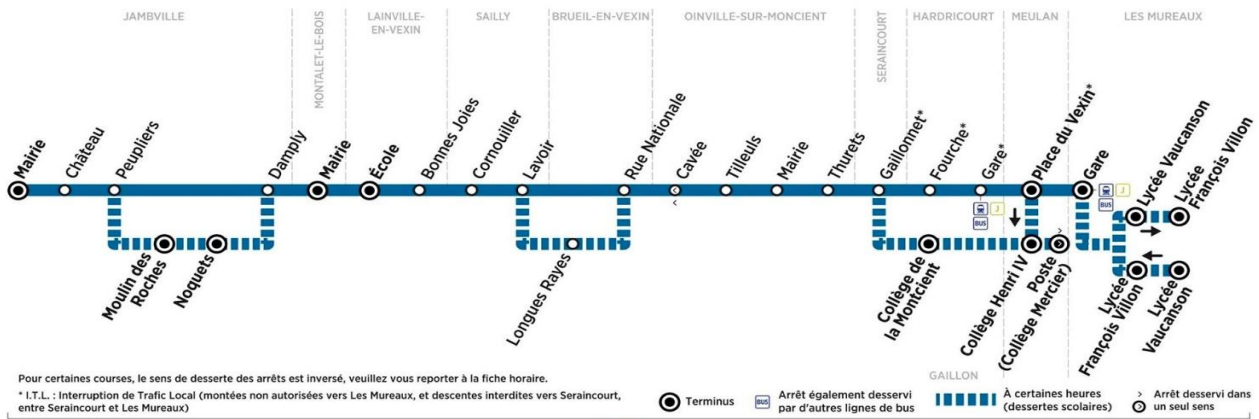 JAMBVILLE
MONTALET-LE-BOIS
LAINVILLE-
EN-VEXIN
SAILLY
BRUEIL-EN-VEXIN
OINVILLE-SUR-MONCIENT
SERAINCOURT
HARDRICOURT
MEULAN
LES MUREAUX
Mairie
Château
Peupliers
Damply
Mairie
École
Bonnes Joies
Cornouiller
Lavoir
Rue Nationale
Cavée
Tilleuls
Mairie
Thurets
Gaillonnet*
Fourche*
Gare*
Place du Vexin*
Gare
Lycée Vaucanson
Lycée
François Villon
J
BUS
J
BUS
Moulin des
Roches
Noquets
Longues Rayes
Collège de
la Montcient
Collège Henri IV
Poste
(Collège Mercier)
Lycée
François Villon
Lycée
Vaucanson
GAILLON
Pour certaines courses, le sens de desserte des arrêts est inversé, veuillez vous reporter à la fiche horaire.
* I.T.L. : Interruption de Trafic Local (montées non autorisées vers Les Mureaux, et descentes interdites vers Seraincourt,
entre Seraincourt et Les Mureaux)
Terminus
BUS
Arrêt également desservi
par d'autres lignes de bus
À certaines heures
(dessertes scolaires)
Arrêt desservi dans
un seul sens